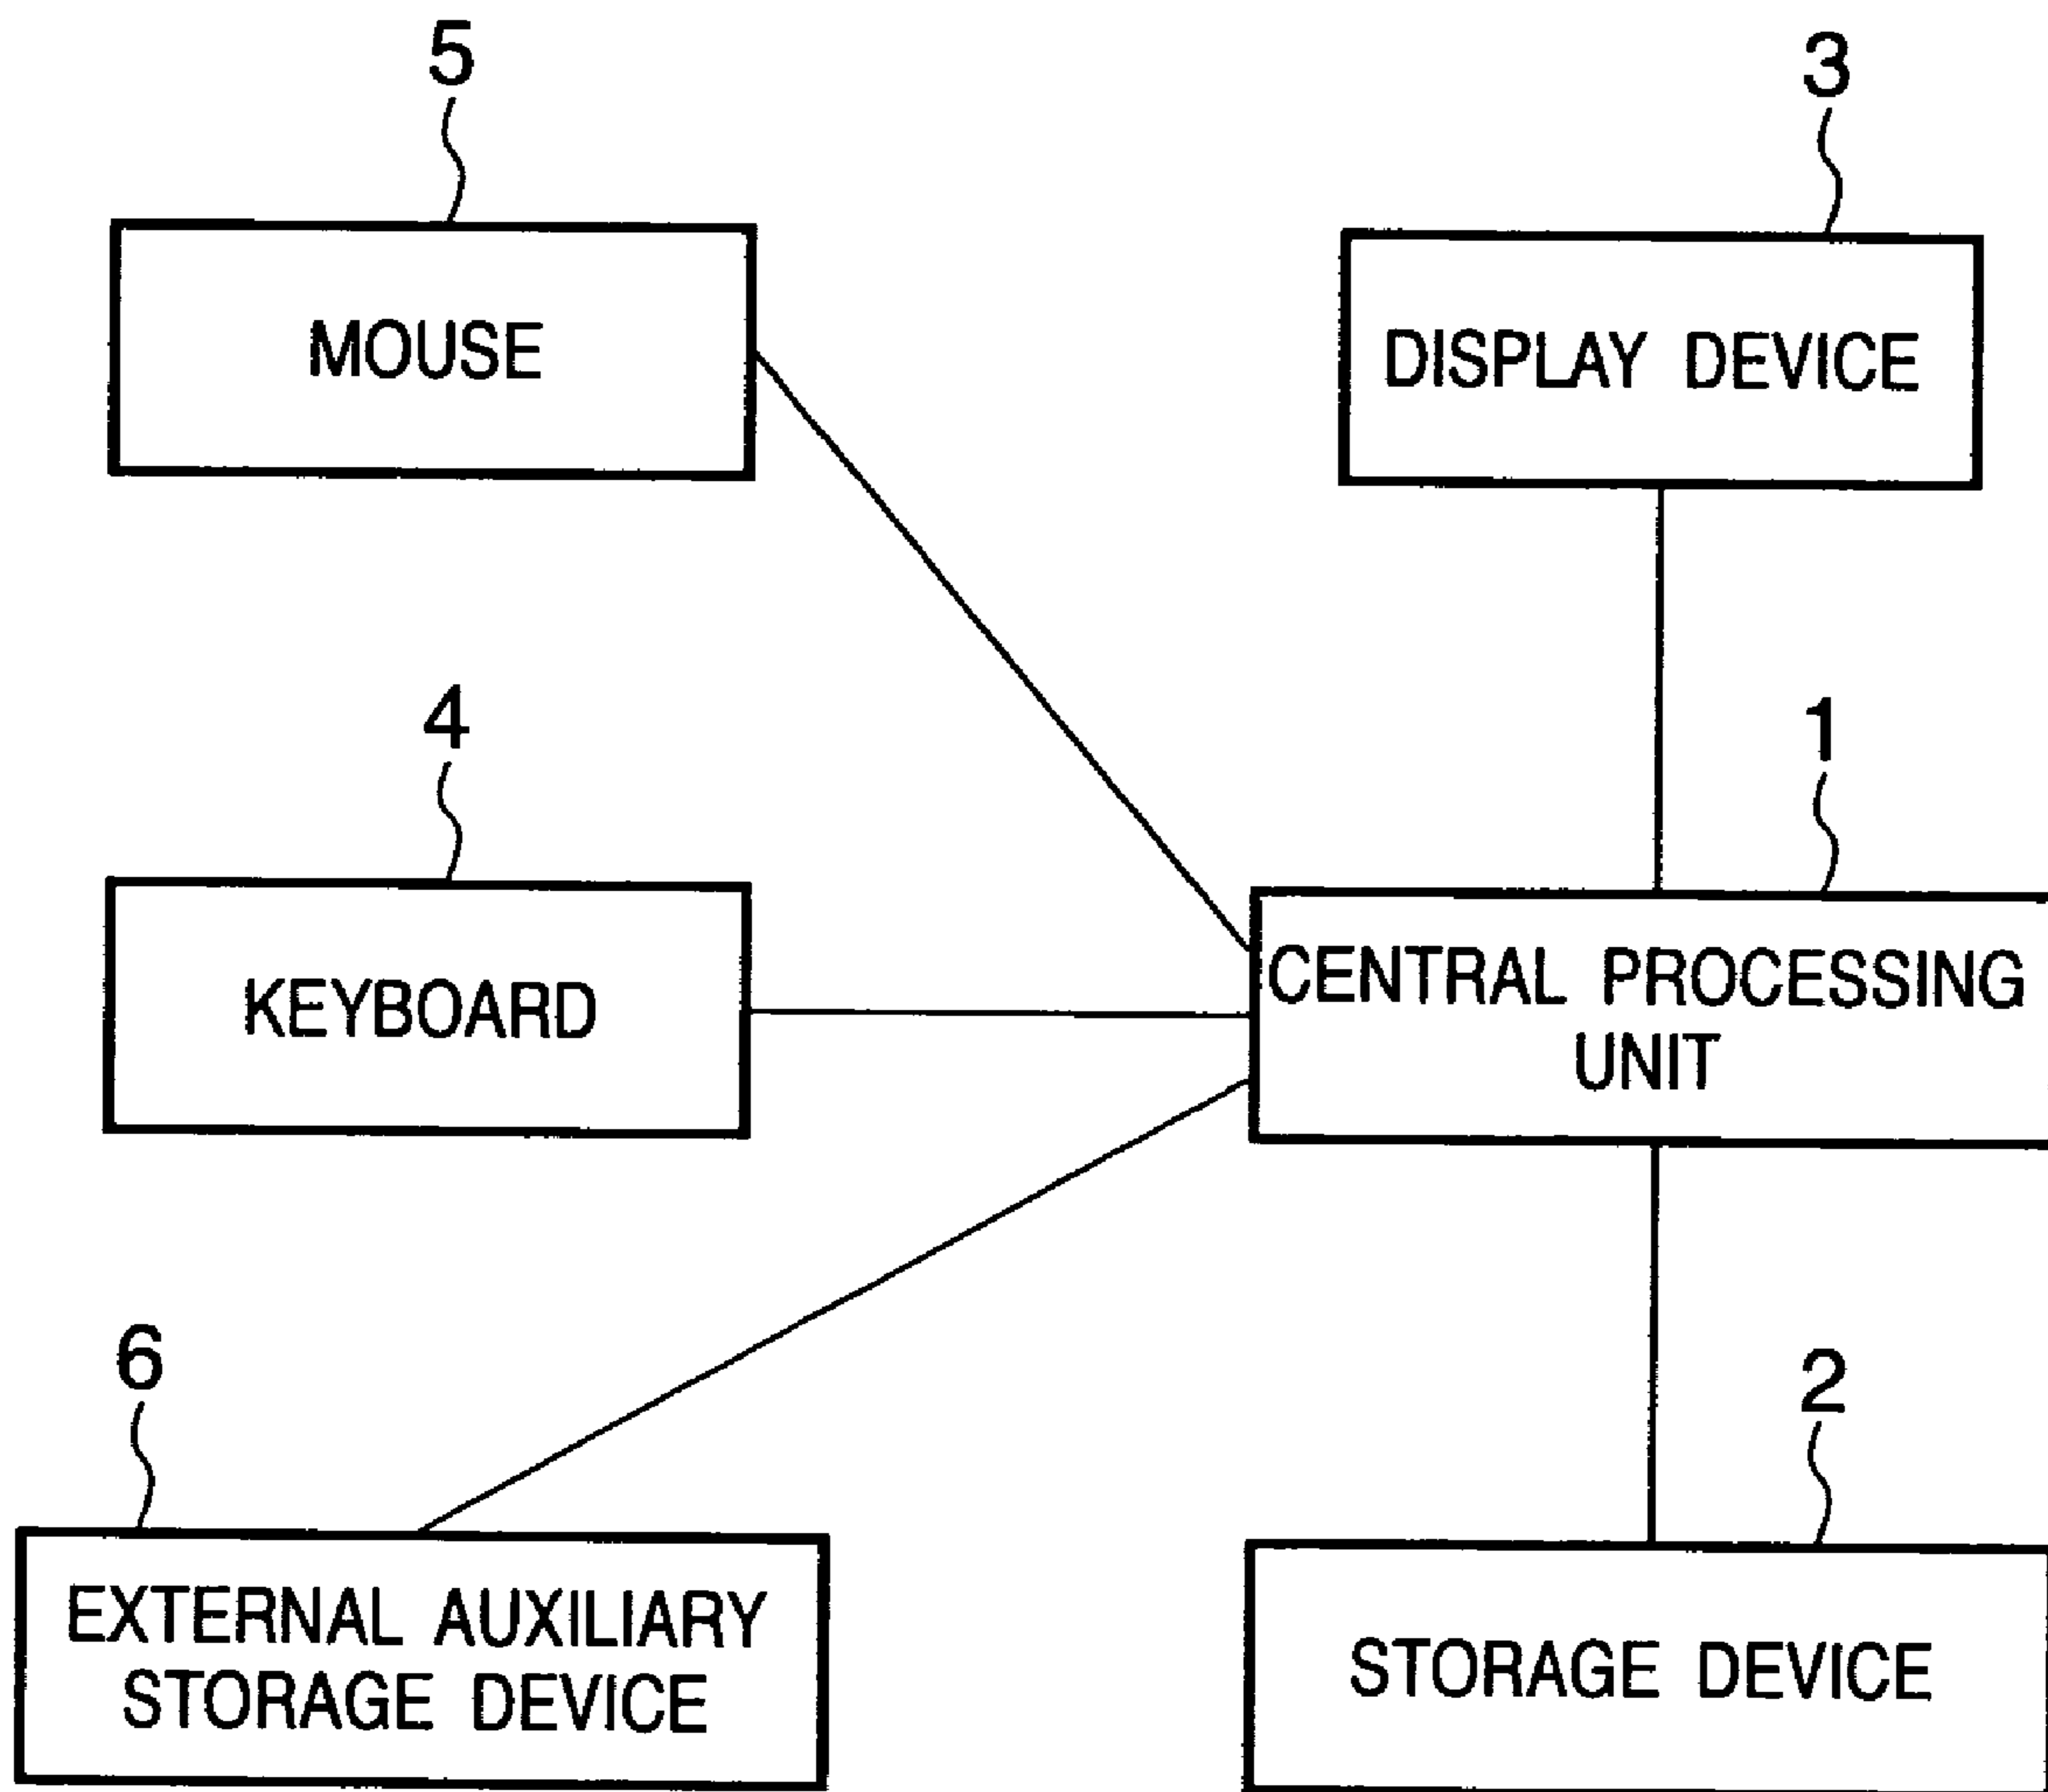 5
3
MOUSE
DISPLAY DEVICE
4
1
KEYBOARD
CENTRAL PROCESSING
UNIT
6
2
EXTERNAL AUXILIARY
STORAGE DEVICE
STORAGE DEVICE